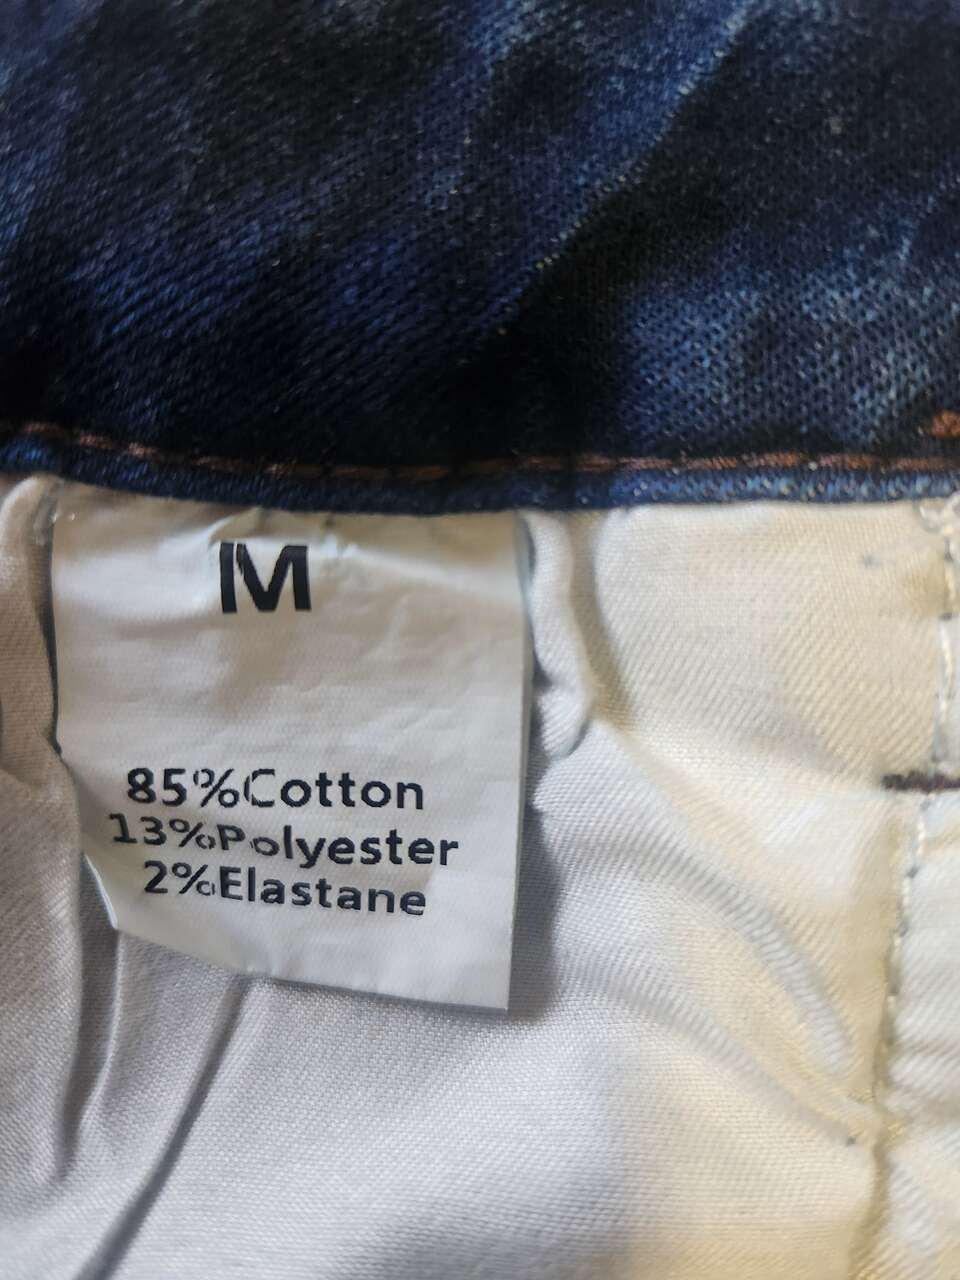 M
85%Cotton
13%Polyester
2%Elastane